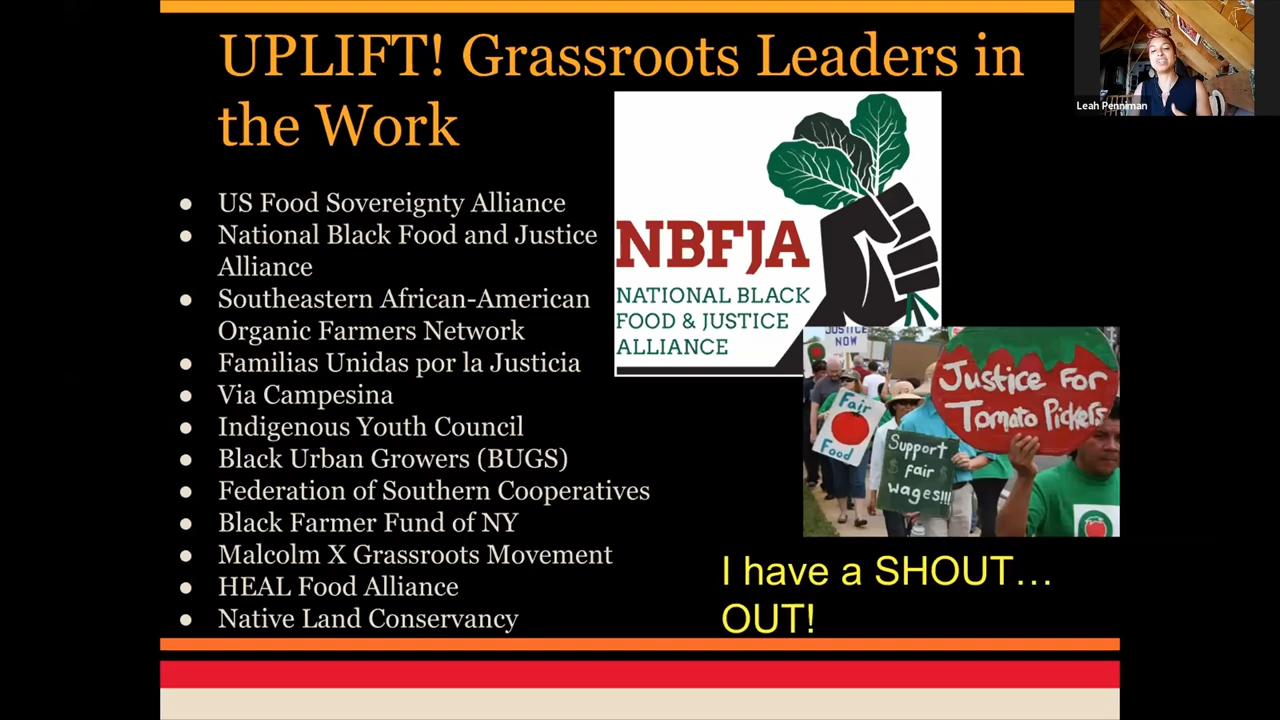 UPLIFT! Grassroots Leaders in
the Work
Leah Penniman
● US Food Sovereignty Alliance
● National Black Food and Justice
Alliance
● Southeastern African-American
Organic Farmers Network
● Familias Unidas por la Justicia
● Via Campesina
● Indigenous Youth Council
● Black Urban Growers (BUGS)
● Federation of Southern Cooperatives
● Black Farmer Fund of NY
● Malcolm X Grassroots Movement
● HEAL Food Alliance
● Native Land Conservancy
NBFJA
NATIONAL BLACK
FOOD & JUSTICE
ALLIANCE
JUSTICE
NOW
Fair
Food
Support
fair
wages!!!
Justice For
Tomato Pickers
I have a SHOUT...
OUT!